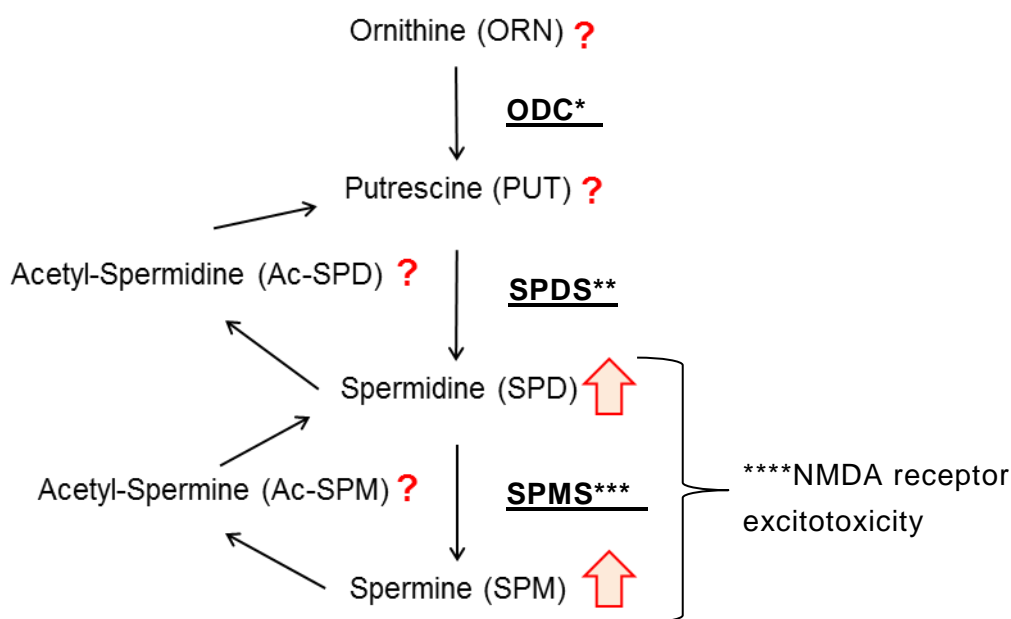 Ornithine (ORN) ?
ODC*
Putrescine (PUT) ?
Acetyl-Spermidine (Ac-SPD) ?
SPDS**
Spermidine (SPD)
Acetyl-Spermine (Ac-SPM) ?
SPMS***
****NMDA receptor
excitotoxicity
Spermine (SPM)